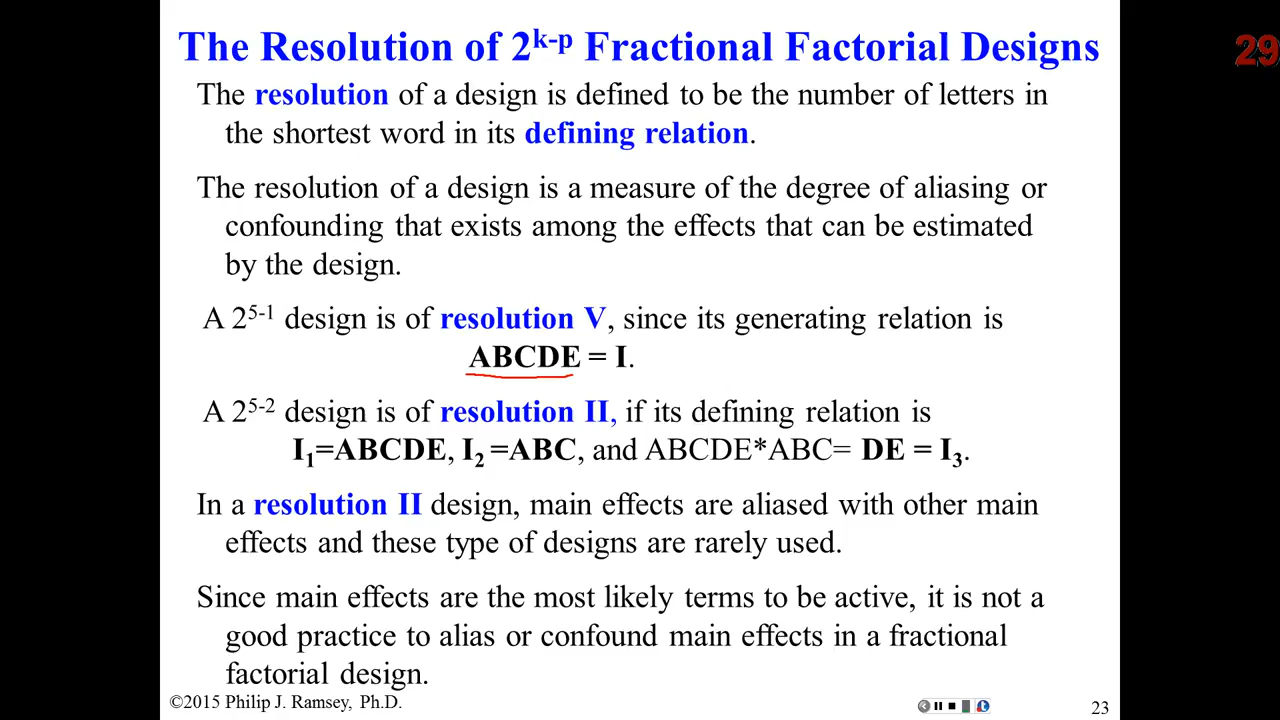 The Resolution of 2^k-p Fractional Factorial Designs
29
The resolution of a design is defined to be the number of letters in
the shortest word in its defining relation.
The resolution of a design is a measure of the degree of aliasing or
confounding that exists among the effects that can be estimated
by the design.
A 2^5-1 design is of resolution V, since its generating relation is
ABCDE = I.
A 2^5-2 design is of resolution II, if its defining relation is
I₁=ABCDE, I₂ =ABC, and ABCDE*ABC= DE = I₃.
In a resolution II design, main effects are aliased with other main
effects and these type of designs are rarely used.
Since main effects are the most likely terms to be active, it is not a
good practice to alias or confound main effects in a fractional
factorial design.
©2015 Philip J. Ramsey, Ph.D.
23